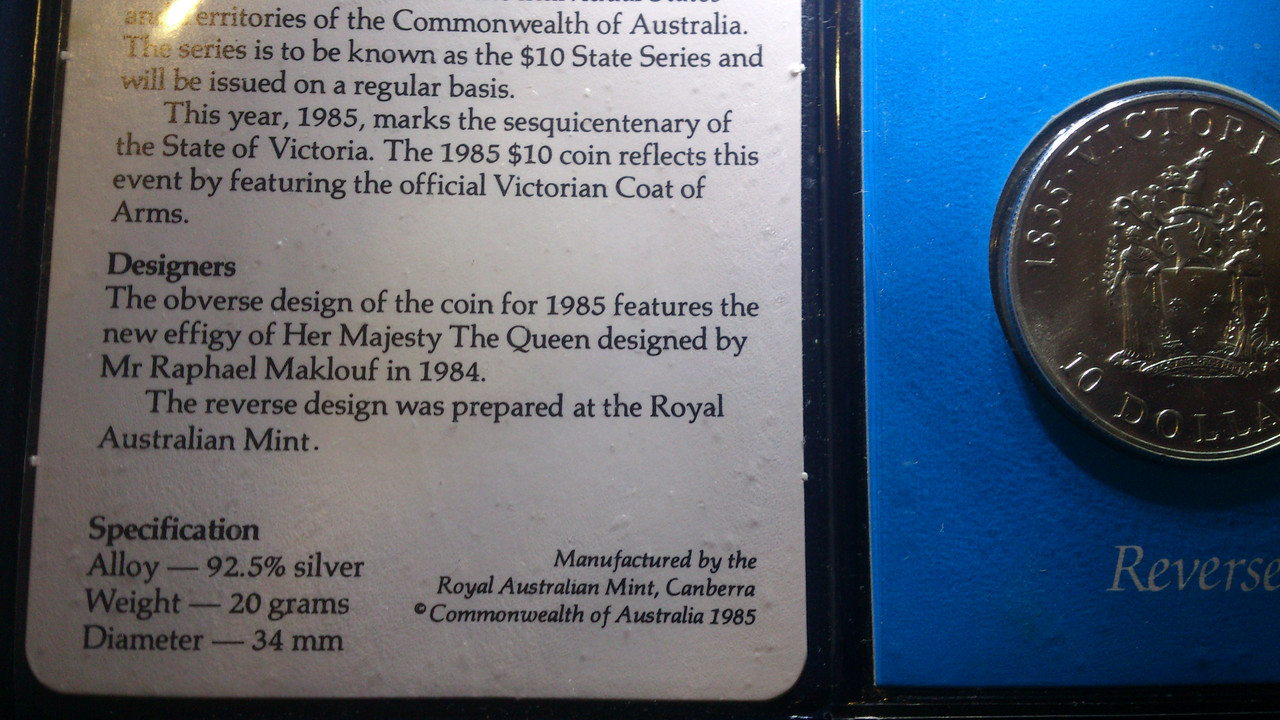 territories of the Commonwealth of Australia.
The series is to be known as the $10 State Series and
will be issued on a regular basis.
This year, 1985, marks the sesquicentenary of
the State of Victoria. The 1985 $10 coin reflects this
event by featuring the official Victorian Coat of
Arms.
Designers
The obverse design of the coin for 1985 features the
new effigy of Her Majesty The Queen designed by
Mr Raphael Maklouf in 1984.
The reverse design was prepared at the Royal
Australian Mint.
Specification
Alloy — 92.5% silver
Weight — 20 grams
Diameter — 34 mm
Manufactured by the
Royal Australian Mint, Canberra
©Commonwealth of Australia 1985
1835·VICTORIA
10 DOLLA
Reverse